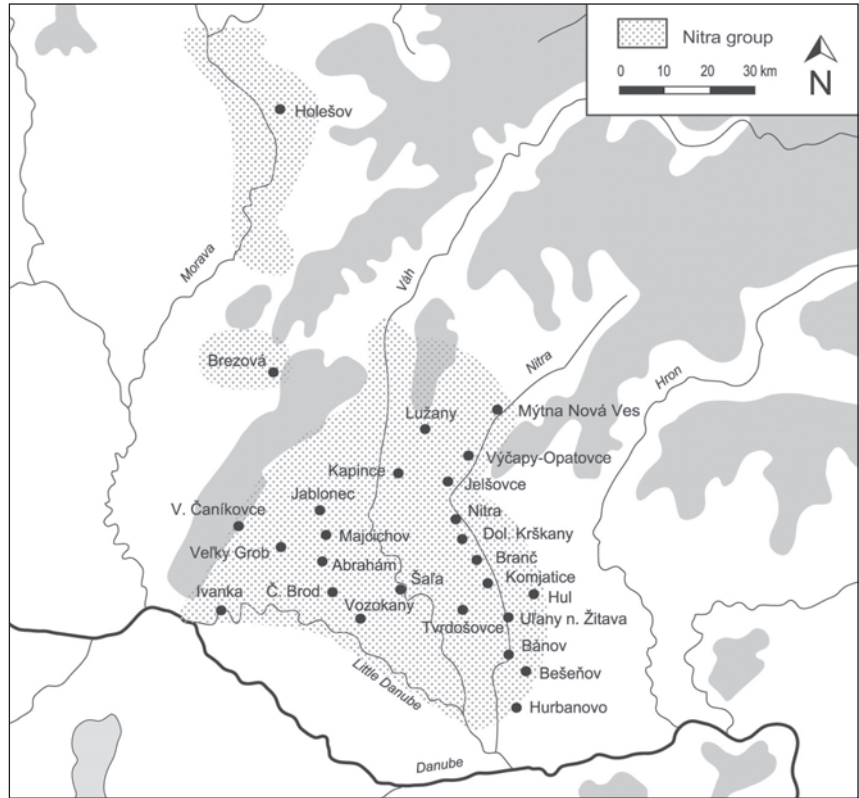 Nitra group
0 10 20 30 km
N
Holešov
Morava
Váh
Brezová
Nitra
Hron
Lužany
Mýtna Nová Ves
Výčapy-Opatovce
Kapince
Jelšovce
Jablonec
V. Čaníkovce
Nitra
Majcichov
Dol. Krškany
Veľky Grob
Abrahám
Branč
Ivanka
Č. Brod
Šaľa
Komjatice
Hul
Vozokany
Tvrdošovce
Uľany n. Žitava
Bánov
Little Danube
Bešeňov
Hurbanovo
Danube